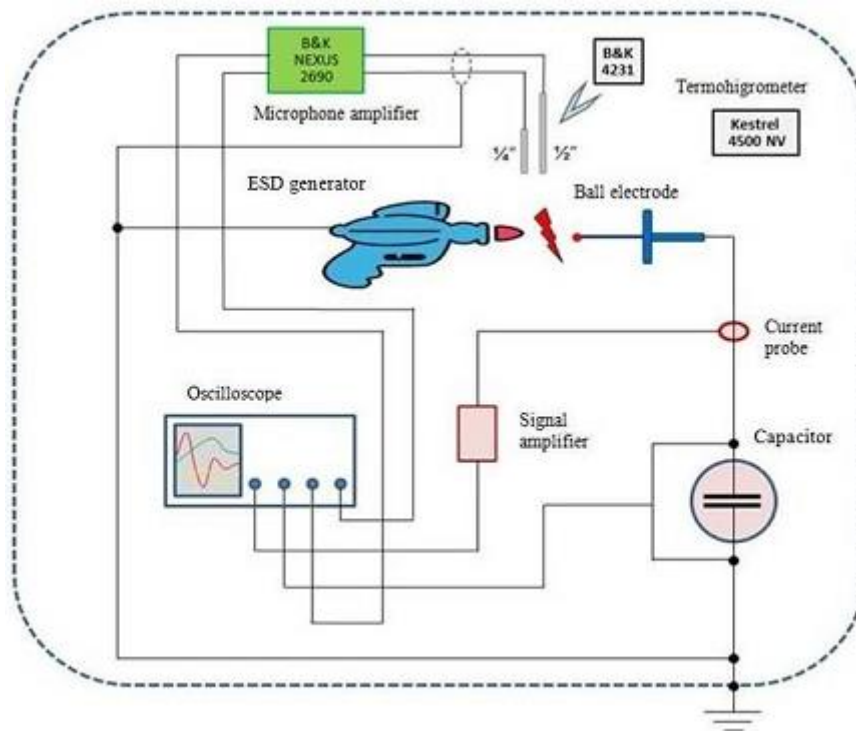 B&K
NEXUS
2690
B&K
4231
Termohigrometer
Microphone amplifier
Kestrel
4500 NV
¼"
½"
ESD generator
Ball electrode
Current
probe
Oscilloscope
Signal
amplifier
Capacitor